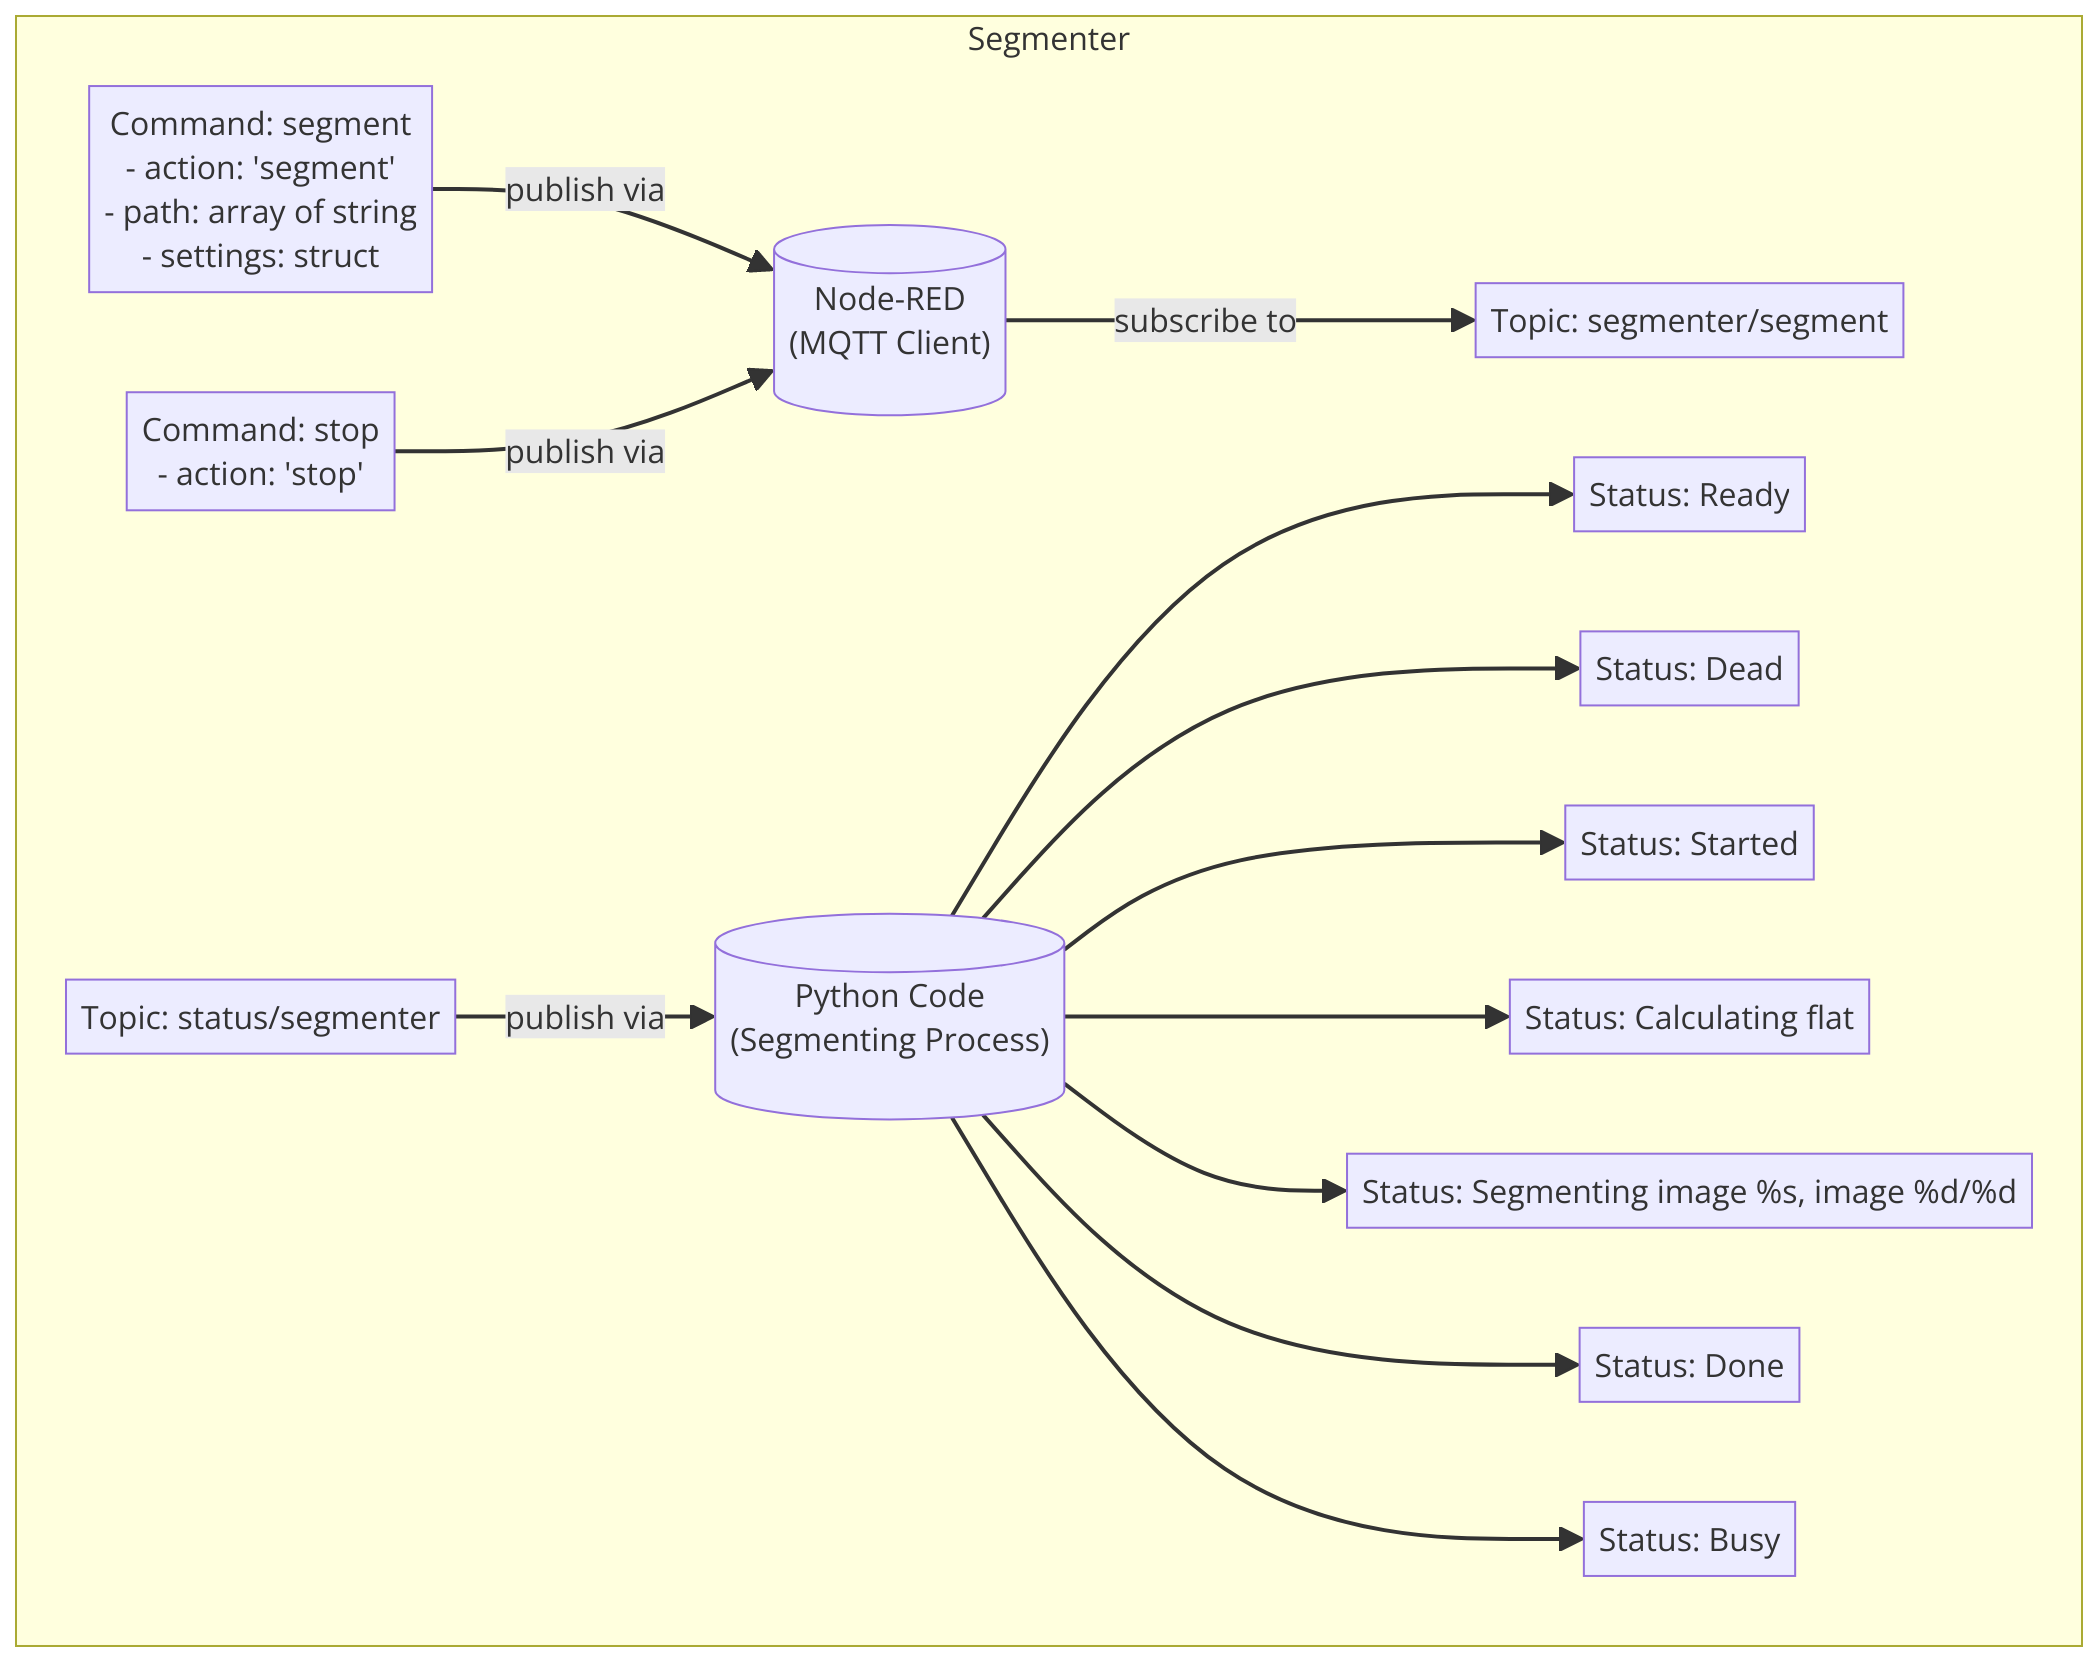 Segmenter
Command: segment
- action: 'segment'
- path: array of string
- settings: struct
publish via
Node-RED
(MQTT Client)
subscribe to
Topic: segmenter/segment
Command: stop
- action: 'stop'
publish via
Status: Ready
Status: Dead
Status: Started
Topic: status/segmenter
publish via
Python Code
(Segmenting Process)
Status: Calculating flat
Status: Segmenting image %s, image %d/%d
Status: Done
Status: Busy